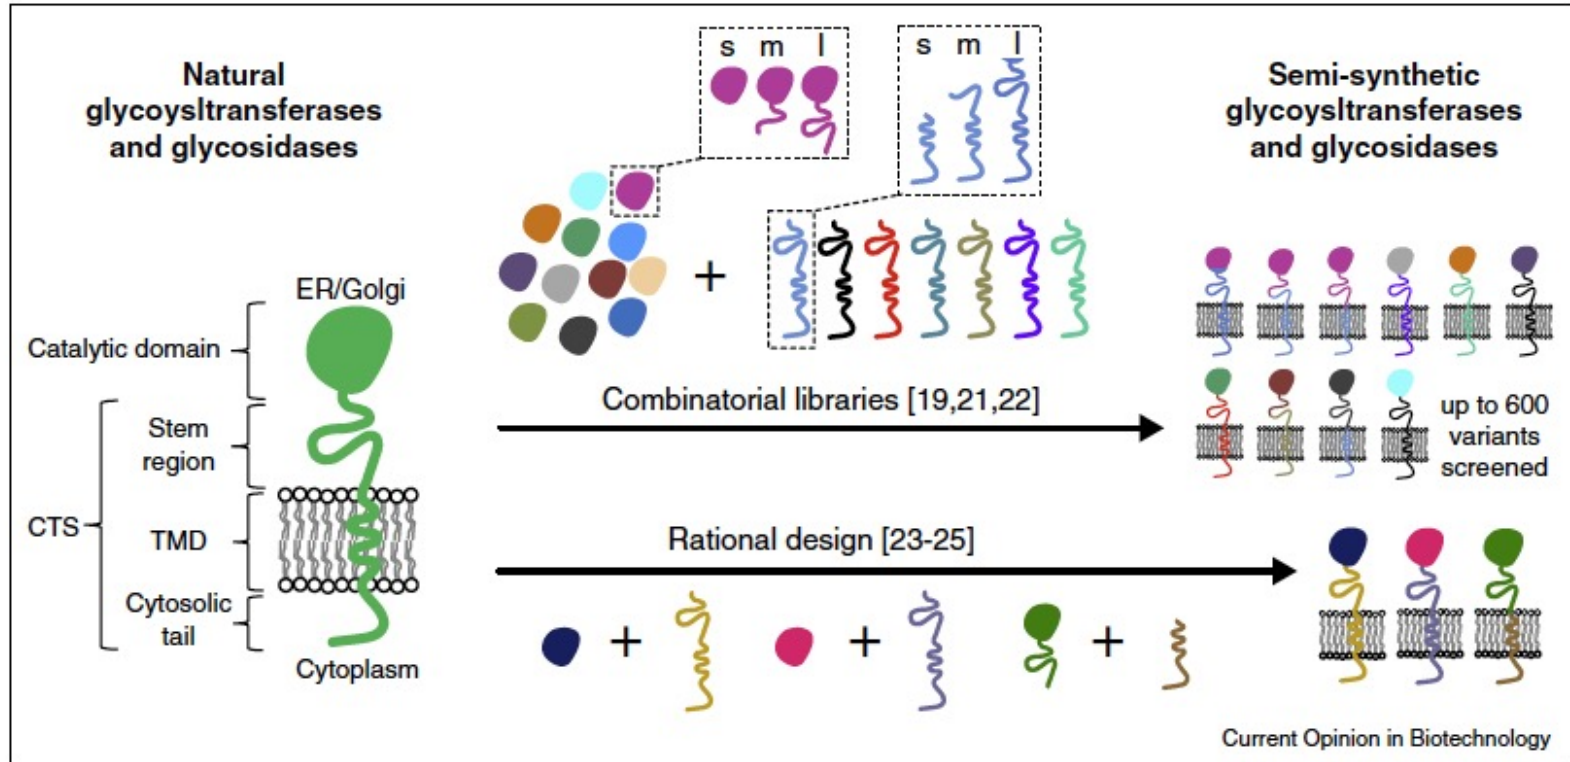 Natural
glycoysltransferases
and glycosidases
s m l
s m l
Semi-synthetic
glycoysltransferases
and glycosidases
+
ER/Golgi
Catalytic domain
Stem
region
CTS
TMD
Cytosolic
tail
Cytoplasm
Combinatorial libraries [19,21,22]
up to 600
variants
screened
Rational design [23-25]
+ + +
Current Opinion in Biotechnology